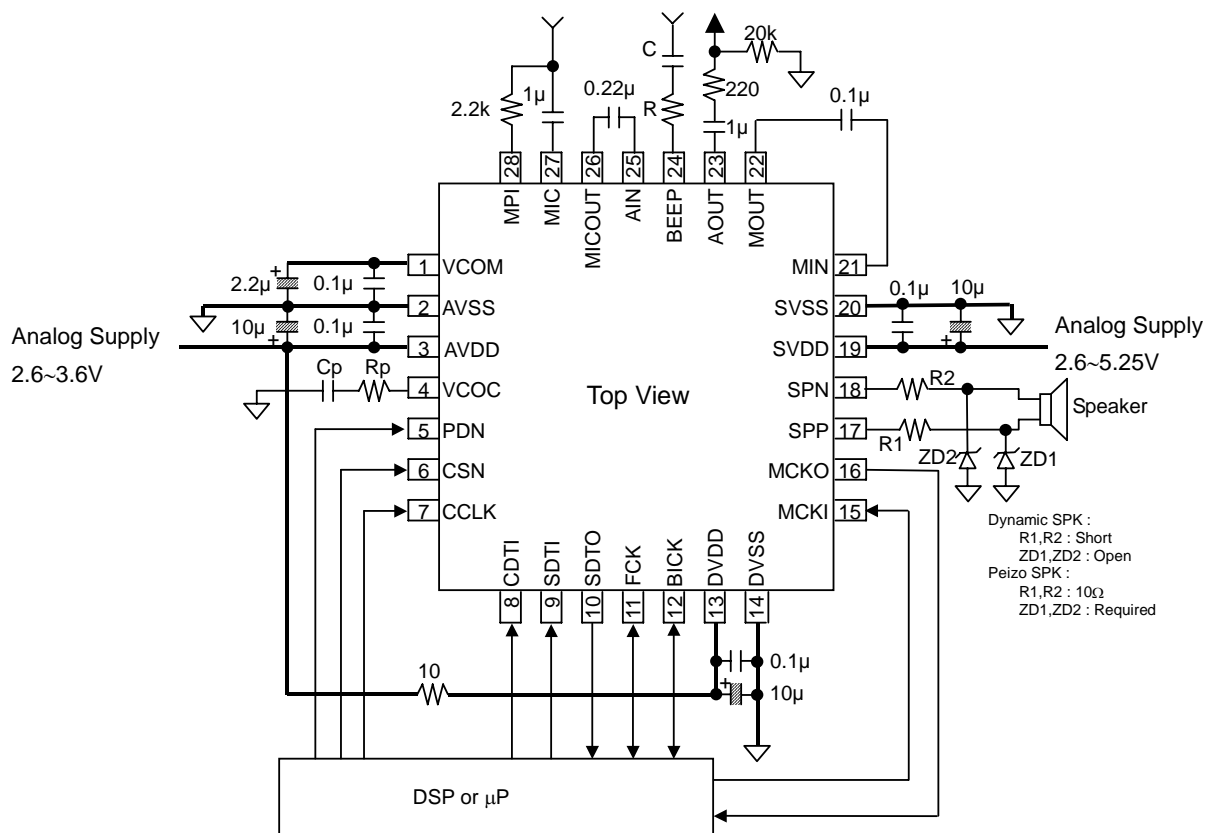 C
20k
2.2k
1µ
0.22µ
R
220
1µ
0.1µ
28
27
26
25
24
23
22
MPI
MIC
MICOUT
AIN
BEEP
AOUT
MOUT
1
VCOM
MIN
21
+
2.2µ
0.1µ
2
AVSS
SVSS
20
0.1µ
10µ
10µ
0.1µ
+
+
3
AVDD
SVDD
19
Analog Supply
2.6~3.6V
Analog Supply
2.6~5.25V
Cp
Rp
4
VCOC
Top View
SPN
18
R2
Speaker
5
PDN
SPP
17
R1
ZD2
ZD1
6
CSN
MCKO
16
7
CCLK
MCKI
15
Dynamic SPK :
R1,R2 : Short
ZD1,ZD2 : Open
Peizo SPK :
R1,R2 : 10Ω
ZD1,ZD2 : Required
CDTI
SDTI
SDTO
FCK
BICK
DVDD
DVSS
8
9
10
11
12
13
14
0.1µ
10
+
10µ
DSP or µP